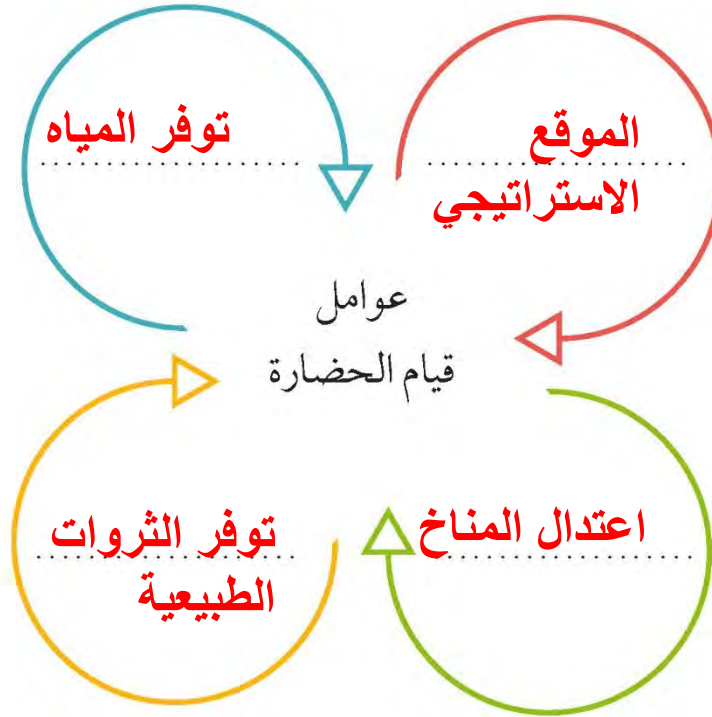 الموقع
الاستراتيجي
توفر المياه
عوامل
قيام الحضارة
اعتدال المناخ
توفر الثروات
الطبيعية